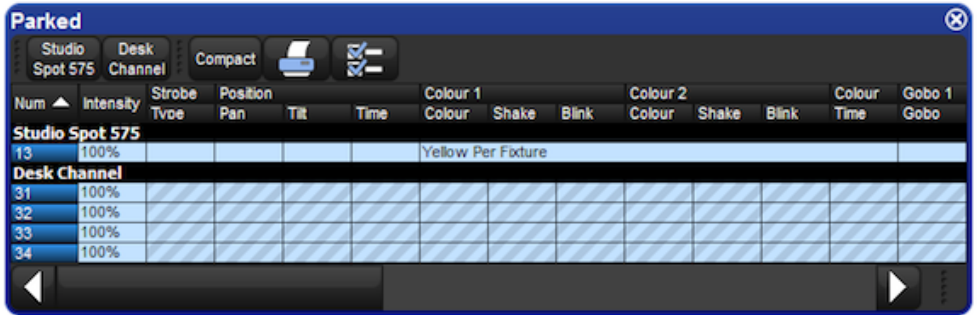 Parked
Studio Spot 575 Desk Channel Compact
Num Intensity Strobe Position Colour 1 Colour 2 Colour Gobo 1
Type Pan Tilt Time Colour Shake Blink Colour Shake Blink Time Gobo
Studio Spot 575
13 100% Yellow Per Fixture
Desk Channel
31 100%
32 100%
33 100%
34 100%